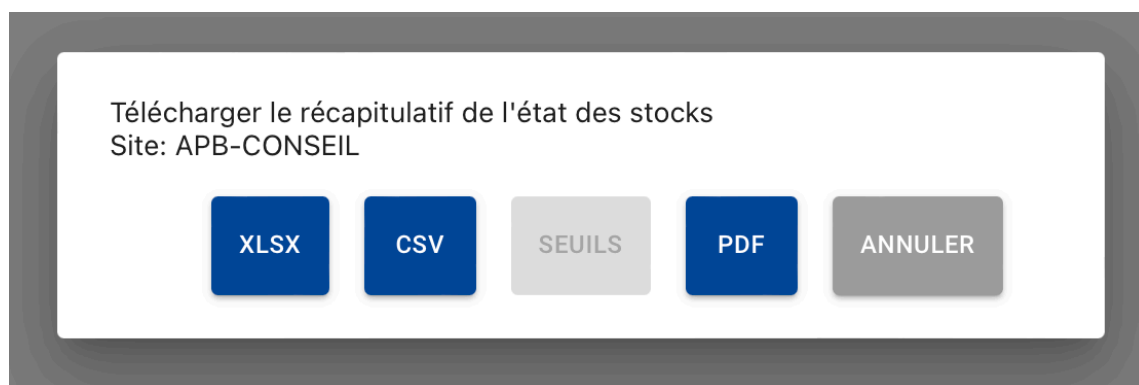 Télécharger le récapitulatif de l'état des stocks
Site: APB-CONSEIL
XLSX CSV SEUILS PDF ANNULER